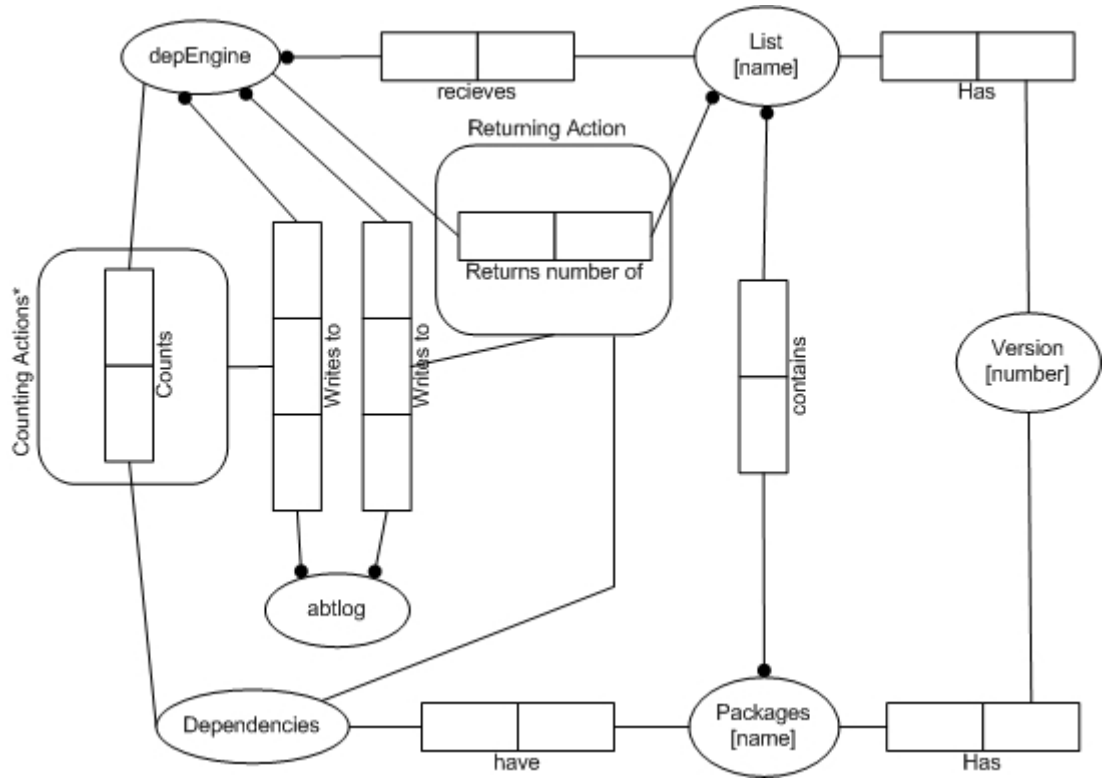 depEngine
List
[name]
recieves
Has
Returning Action
Returns number of
Counting Actions*
Counts
Writes to
Writes to
contains
Version
[number]
abtlog
Dependencies
have
Packages
[name]
Has